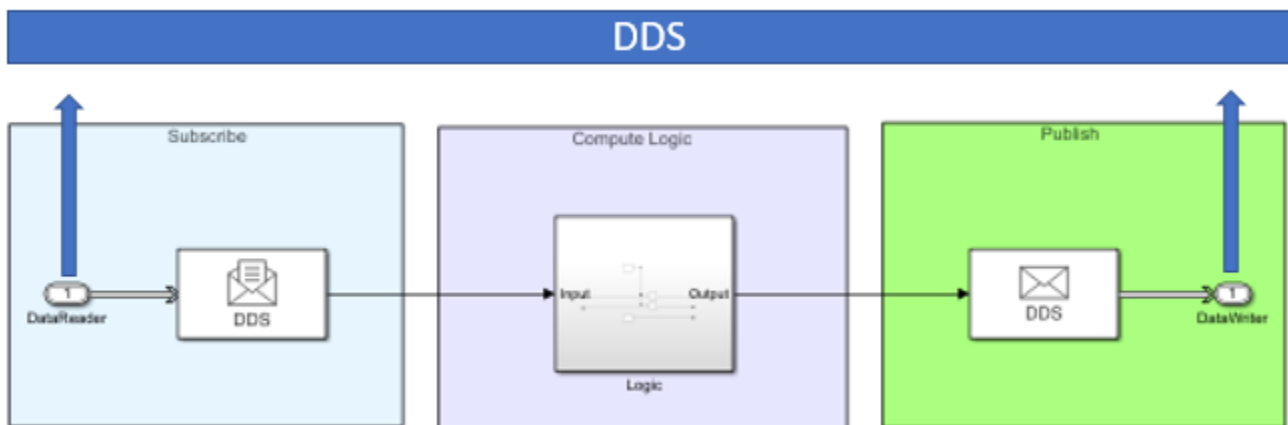 DDS
Subscribe
Compute Logic
Publish
1
DataReader
DDS
Input
Output
Logic
DDS
1
DataWriter